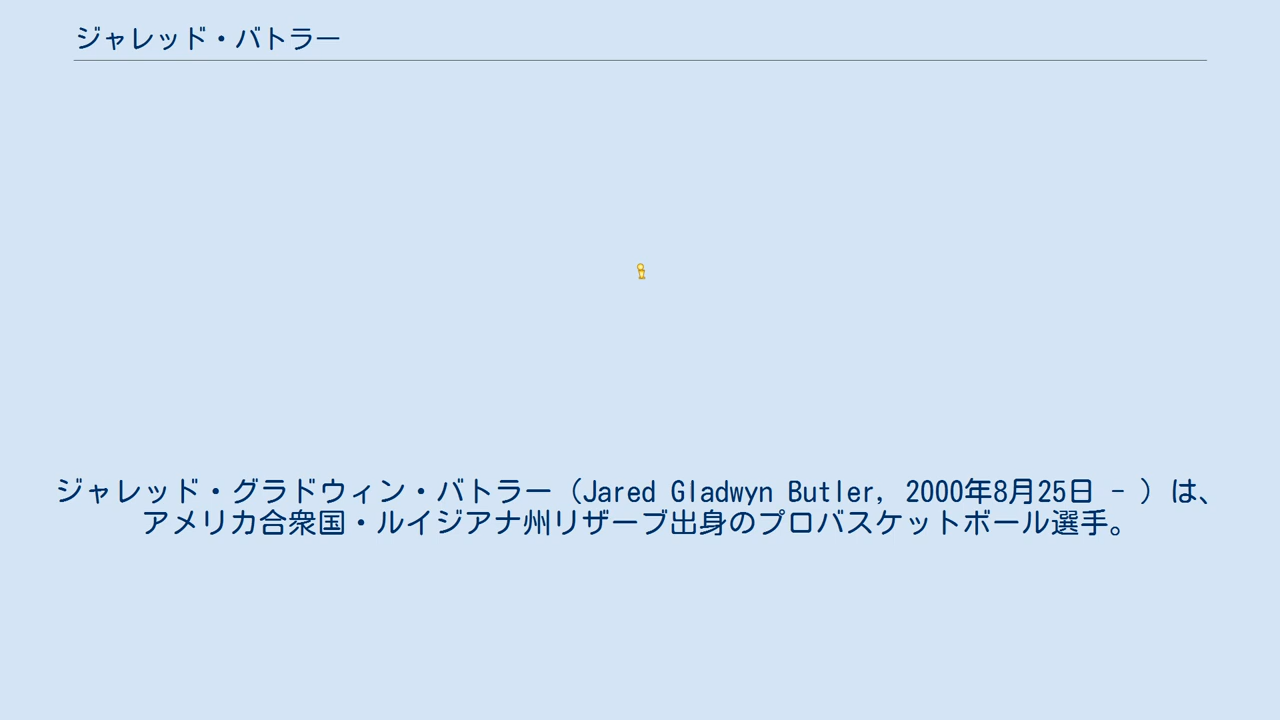 ジャレッド・バトラー
ジャレッド・グラドウィン・バトラー（Jared Gladwyn Butler, 2000年8月25日 - ）は、
アメリカ合衆国・ルイジアナ州リザーブ出身のプロバスケットボール選手。